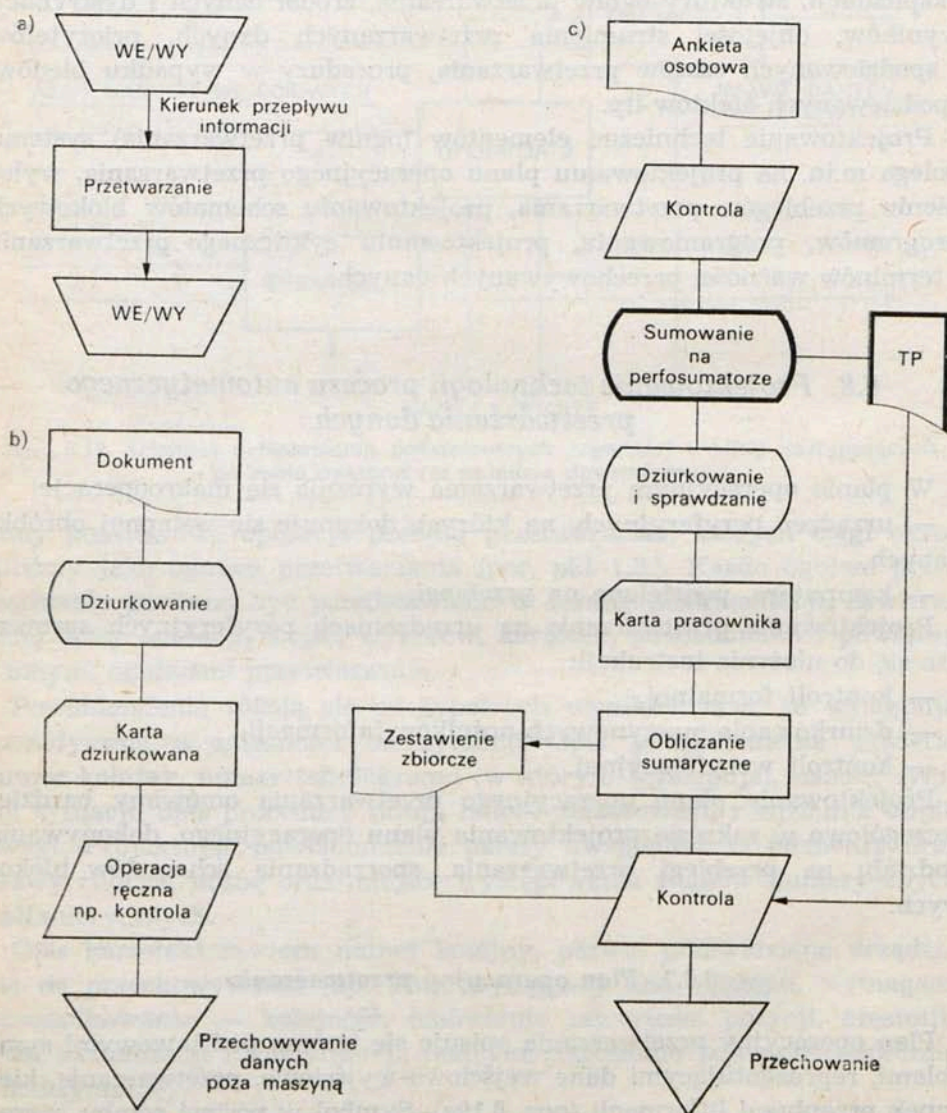 a)
WE/WY
Kierunek przepływu
informacji
Przetwarzanie
WE/WY
b)
Dokument
Dziurkowanie
Karta
dziurkowana
Operacja
ręczna
np. kontrola
Przechowywanie
danych
poza maszyną
c)
Ankieta
osobowa
Kontrola
Sumowanie
na
perfosumatorze
TP
Dziurkowanie
i sprawdzanie
Karta pracownika
Obliczanie
sumaryczne
Zestawienie
zbiorcze
Kontrola
Przechowanie